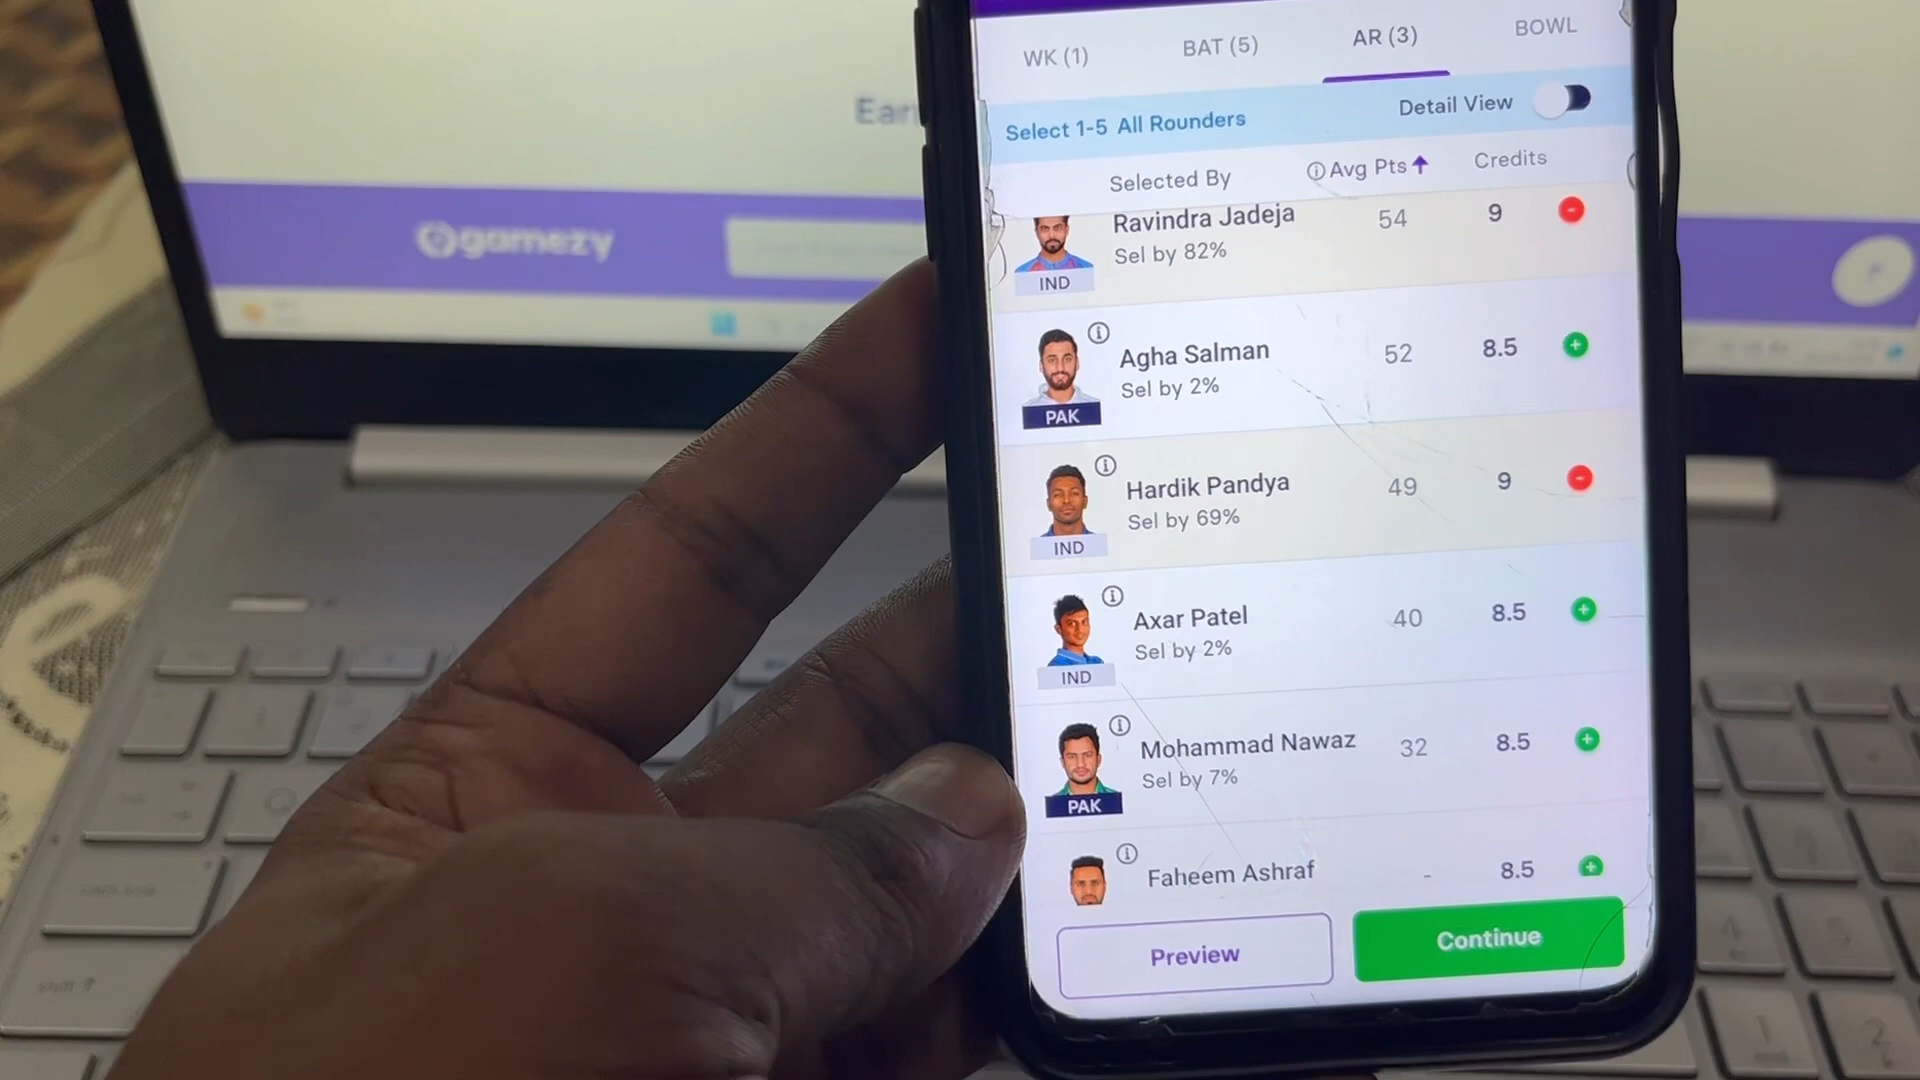 WK (1) BAT (5) AR (3) BOWL
Select 1-5 All Rounders Detail View
Selected By Avg Pts Credits
Ravindra Jadeja 54 9
Sel by 82%
IND
Agha Salman 52 8.5
Sel by 2%
PAK
Hardik Pandya 49 9
Sel by 69%
IND
Axar Patel 40 8.5
Sel by 2%
IND
Mohammad Nawaz 32 8.5
Sel by 7%
PAK
Faheem Ashraf - 8.5
Preview Continue
gamezy